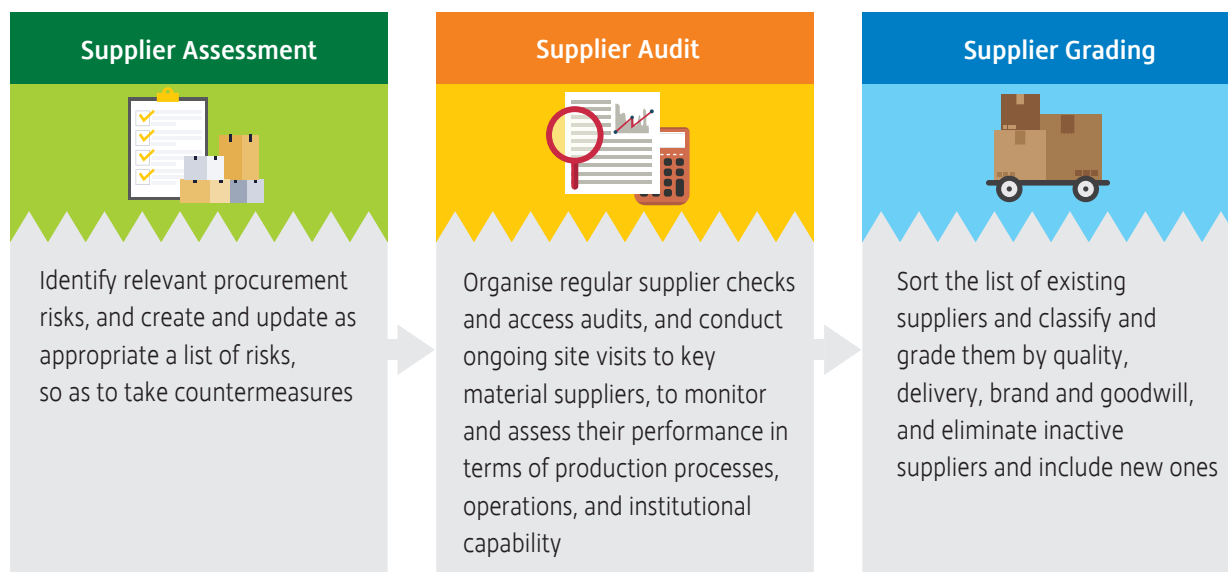 Supplier Assessment
Identify relevant procurement
risks, and create and update as
appropriate a list of risks,
so as to take countermeasures
Supplier Audit
Organise regular supplier checks
and access audits, and conduct
ongoing site visits to key
material suppliers, to monitor
and assess their performance in
terms of production processes,
operations, and institutional
capability
Supplier Grading
Sort the list of existing
suppliers and classify and
grade them by quality,
delivery, brand and goodwill,
and eliminate inactive
suppliers and include new ones